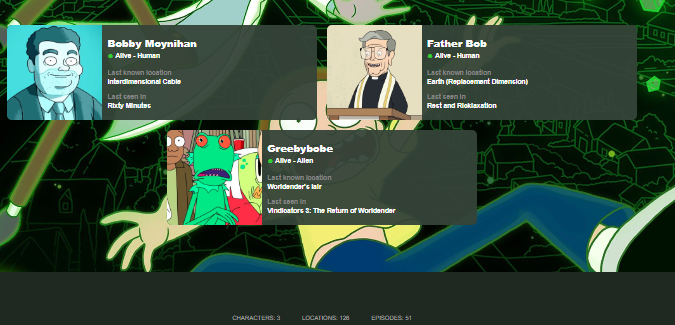 Bobby Moynihan
Alive - Human
Last known location
Interdimensional Cable
Last seen in
Rixty Minutes
Father Bob
Alive - Human
Last known location
Earth (Replacement Dimension)
Last seen in
Rest and Ricklaxation
Greebybobe
Alive - Alien
Last known location
Worldender's lair
Last seen in
Vindicators 3: The Return of Worldender
CHARACTERS: 3
LOCATIONS: 126
EPISODES: 51